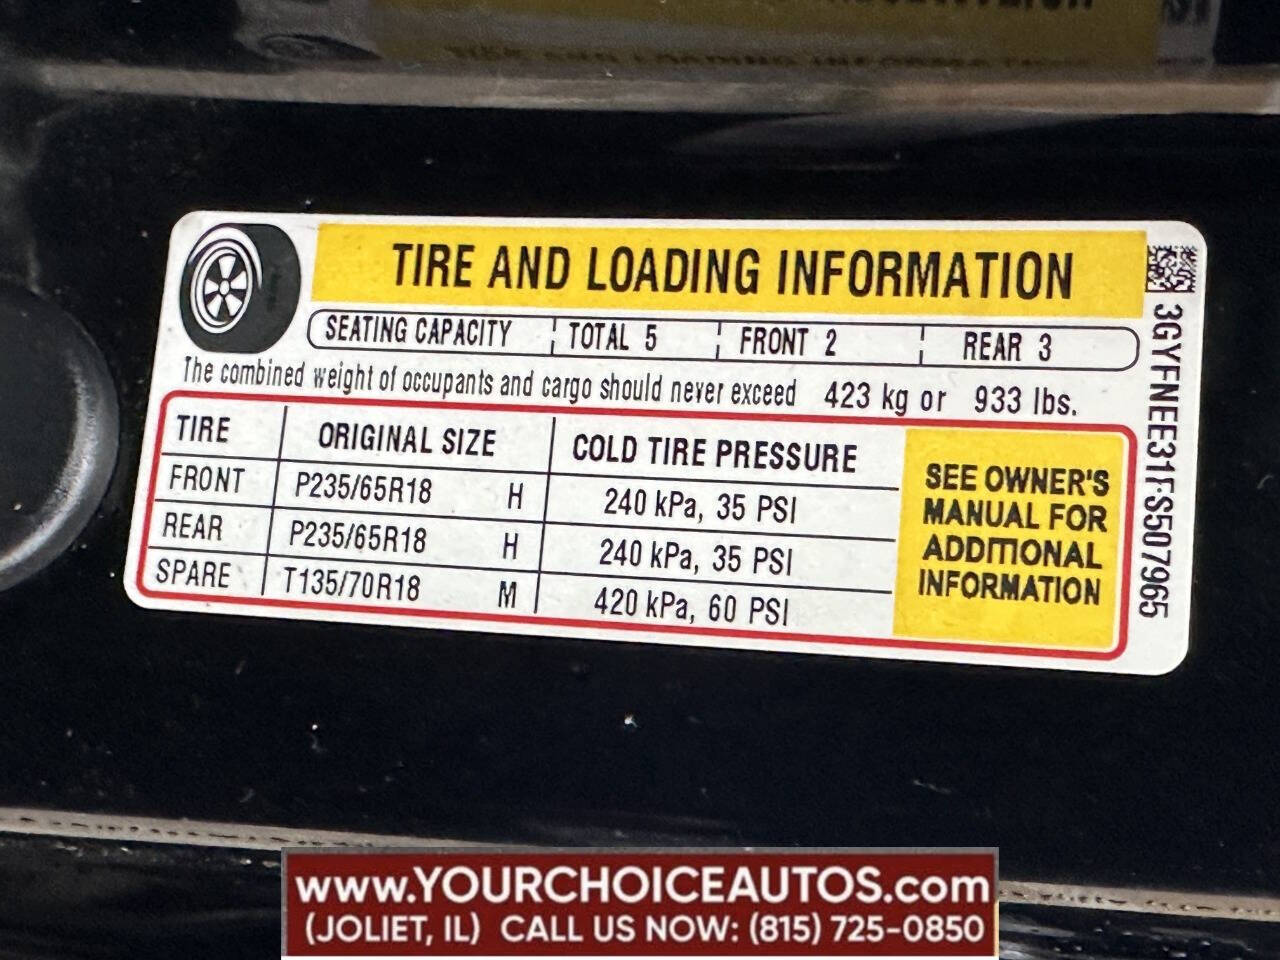 TIRE AND LOADING INFORMATION
SEATING CAPACITY TOTAL 5 FRONT 2 REAR 3
The combined weight of occupants and cargo should never exceed 423 kg or 933 lbs.
TIRE ORIGINAL SIZE COLD TIRE PRESSURE
FRONT P235/65R18 H 240 kPa, 35 PSI
REAR P235/65R18 H 240 kPa, 35 PSI
SPARE T135/70R18 M 420 kPa, 60 PSI
SEE OWNER'S
MANUAL FOR
ADDITIONAL
INFORMATION
3GYFNEE31FS507965
www.YOURCHOICEAUTOS.com
(JOLIET, IL) CALL US NOW: (815) 725-0850